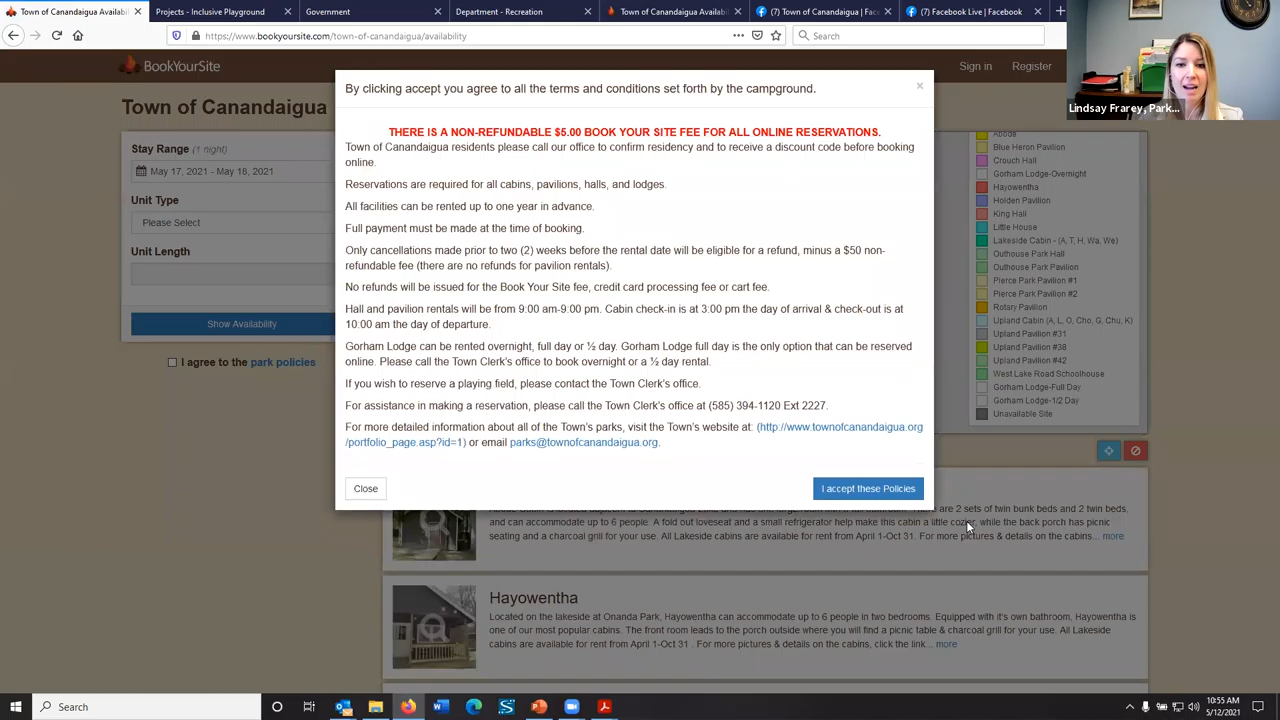 Town of Canandaigua Availabil
Projects - Inclusive Playground
Government
Department - Recreation
Town of Canandaigua Availabil
(7) Town of Canandaigua | Fac
(7) Facebook Live | Facebook
https://www.bookyoursite.com/town-of-canandaigua/availability
Search
BookYourSite
Sign in
Register
Lindsay Frarey, Park...
Town of Canandaigua
Stay Range (1 night)
May 17, 2021 - May 18, 2021
Unit Type
Please Select
Unit Length
Show Availability
I agree to the park policies
By clicking accept you agree to all the terms and conditions set forth by the campground.
×
THERE IS A NON-REFUNDABLE $5.00 BOOK YOUR SITE FEE FOR ALL ONLINE RESERVATIONS.
Town of Canandaigua residents please call our office to confirm residency and to receive a discount code before booking
online.
Reservations are required for all cabins, pavilions, halls, and lodges.
All facilities can be rented up to one year in advance.
Full payment must be made at the time of booking.
Only cancellations made prior to two (2) weeks before the rental date will be eligible for a refund, minus a $50 non-
refundable fee (there are no refunds for pavilion rentals).
No refunds will be issued for the Book Your Site fee, credit card processing fee or cart fee.
Hall and pavilion rentals will be from 9:00 am-9:00 pm. Cabin check-in is at 3:00 pm the day of arrival & check-out is at
10:00 am the day of departure.
Gorham Lodge can be rented overnight, full day or ½ day. Gorham Lodge full day is the only option that can be reserved
online. Please call the Town Clerk's office to book overnight or a ½ day rental.
If you wish to reserve a playing field, please contact the Town Clerk's office.
For assistance in making a reservation, please call the Town Clerk's office at (585) 394-1120 Ext 2227.
For more detailed information about all of the Town's parks, visit the Town's website at: (http://www.townofcanandaigua.org
/portfolio_page.asp?id=1) or email parks@townofcanandaigua.org.
Close
I accept these Policies
Abode
Blue Heron Pavilion
Crouch Hall
Gorham Lodge-Overnight
Hayowentha
Holden Pavilion
King Hall
Little House
Lakeside Cabin - (A, T, H, Wa, We)
Outhouse Park Hall
Outhouse Pavilion
Pierce Park Pavilion #1
Pierce Park Pavilion #2
Rotary Pavilion
Upland Cabin (A, L, O, Cho, G, Chu, K)
Upland Pavilion #31
Upland Pavilion #38
Upland Pavilion #42
West Lake Road Schoolhouse
Gorham Lodge-Full Day
Gorham Lodge-1/2 Day
Unavailable Site
are 2 sets of twin bunk beds and 2 twin beds,
and can accommodate up to 6 people. A fold out loveseat and a small refrigerator help make this cabin a little cozier, while the back porch has picnic
seating and a charcoal grill for your use. All Lakeside cabins are available for rent from April 1-Oct 31. For more pictures & details on the cabins... more
Hayowentha
Located on the lakeside at Onanda Park, Hayowentha can accommodate up to 6 people in two bedrooms. Equipped with it's own bathroom, Hayowentha is
one of our most popular cabins. The front room leads to the porch outside where you will find a picnic table & charcoal grill for your use. All Lakeside
cabins are available for rent from April 1-Oct 31 . For more pictures & details on the cabins, click the link... more
Search
10:55 AM
5/12/2021